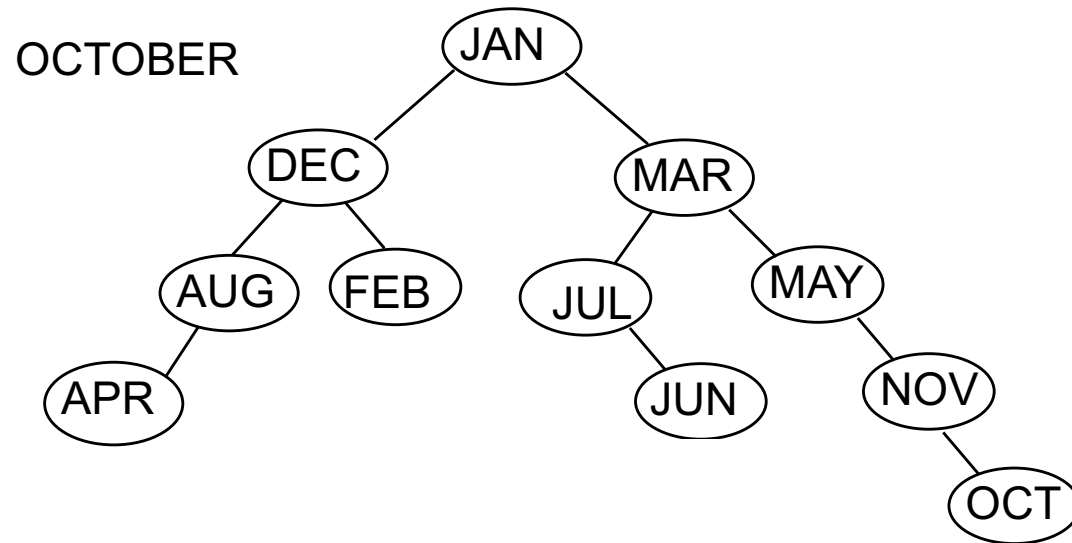 OCTOBER
JAN
DEC
MAR
AUG
FEB
JUL
MAY
APR
JUN
NOV
OCT